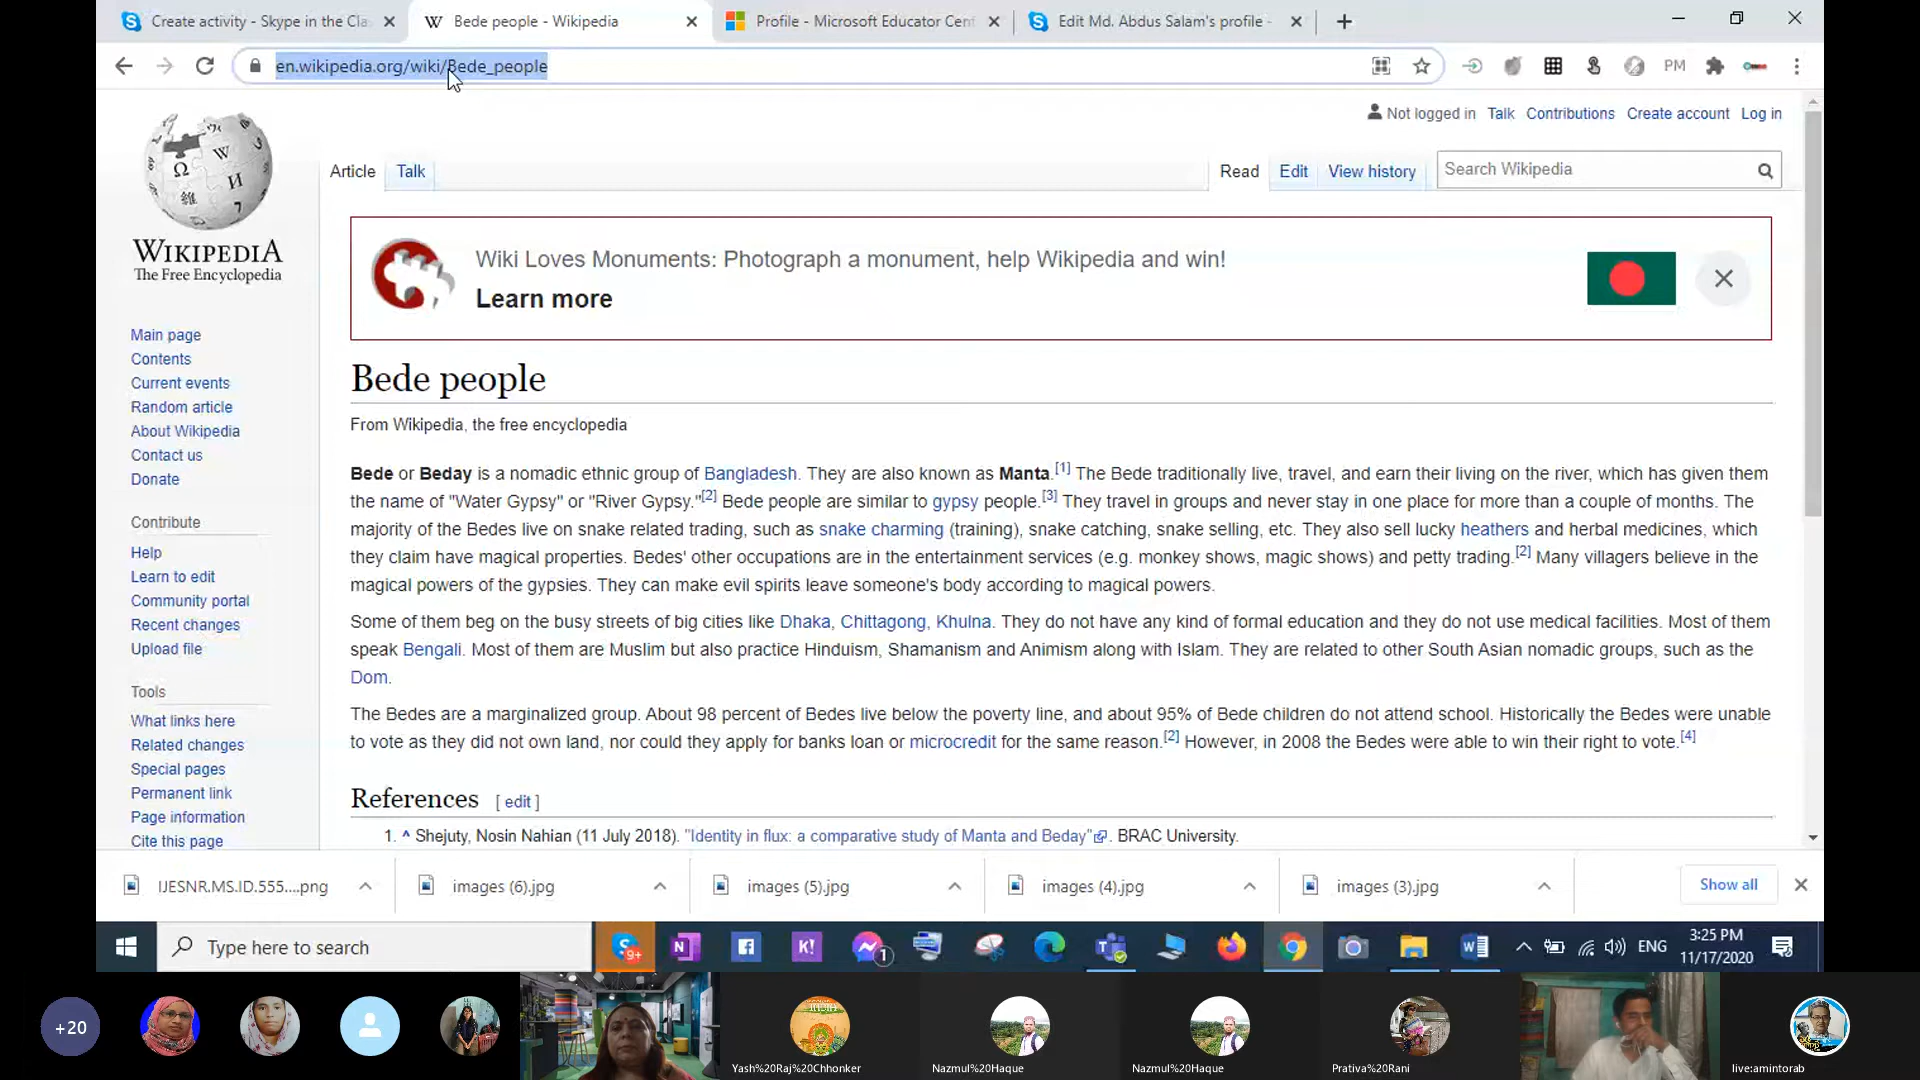 Create activity - Skype in the Cla
Bede people - Wikipedia
Profile - Microsoft Educator Cent
Edit Md. Abdus Salam's profile -
en.wikipedia.org/wiki/Bede_people
PM
Not logged in Talk Contributions Create account Log in
Article Talk
Read Edit View history
Search Wikipedia
WIKIPEDIA
The Free Encyclopedia
Main page
Contents
Current events
Random article
About Wikipedia
Contact us
Donate
Contribute
Help
Learn to edit
Community portal
Recent changes
Upload file
Tools
What links here
Related changes
Special pages
Permanent link
Page information
Cite this page
Wiki Loves Monuments: Photograph a monument, help Wikipedia and win!
Learn more
Bede people
From Wikipedia, the free encyclopedia
Bede or Beday is a nomadic ethnic group of Bangladesh. They are also known as Manta.[1] The Bede traditionally live, travel, and earn their living on the river, which has given them
the name of "Water Gypsy" or "River Gypsy."[2] Bede people are similar to gypsy people.[3] They travel in groups and never stay in one place for more than a couple of months. The
majority of the Bedes live on snake related trading, such as snake charming (training), snake catching, snake selling, etc. They also sell lucky heathers and herbal medicines, which
they claim have magical properties. Bedes' other occupations are in the entertainment services (e.g. monkey shows, magic shows) and petty trading.[2] Many villagers believe in the
magical powers of the gypsies. They can make evil spirits leave someone's body according to magical powers.
Some of them beg on the busy streets of big cities like Dhaka, Chittagong, Khulna. They do not have any kind of formal education and they do not use medical facilities. Most of them
speak Bengali. Most of them are Muslim but also practice Hinduism, Shamanism and Animism along with Islam. They are related to other South Asian nomadic groups, such as the
Dom.
The Bedes are a marginalized group. About 98 percent of Bedes live below the poverty line, and about 95% of Bede children do not attend school. Historically the Bedes were unable
to vote as they did not own land, nor could they apply for banks loan or microcredit for the same reason.[2] However, in 2008 the Bedes were able to win their right to vote.[4]
References [ edit ]
1. ^ Shejuty, Nosin Nahian (11 July 2018). "Identity in flux: a comparative study of Manta and Beday". BRAC University.
IJESNR.MS.ID.555....png
images (6).jpg
images (5).jpg
images (4).jpg
images (3).jpg
Show all
Type here to search
9+
K!
1
ENG
3:25 PM
11/17/2020
+20
Yash%20Raj%20Chhonker
Nazmul%20Haque
Nazmul%20Haque
Prativa%20Rani
live:amintorab